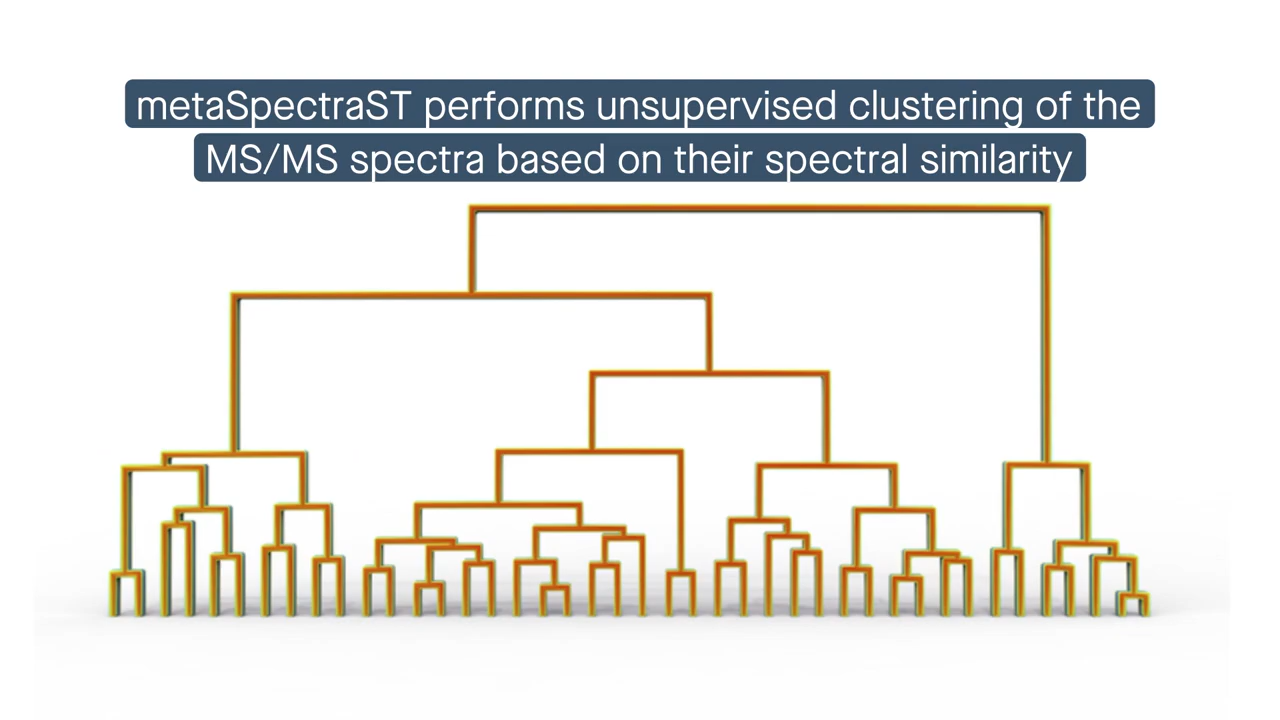 metaSpectraST performs unsupervised clustering of the
MS/MS spectra based on their spectral similarity